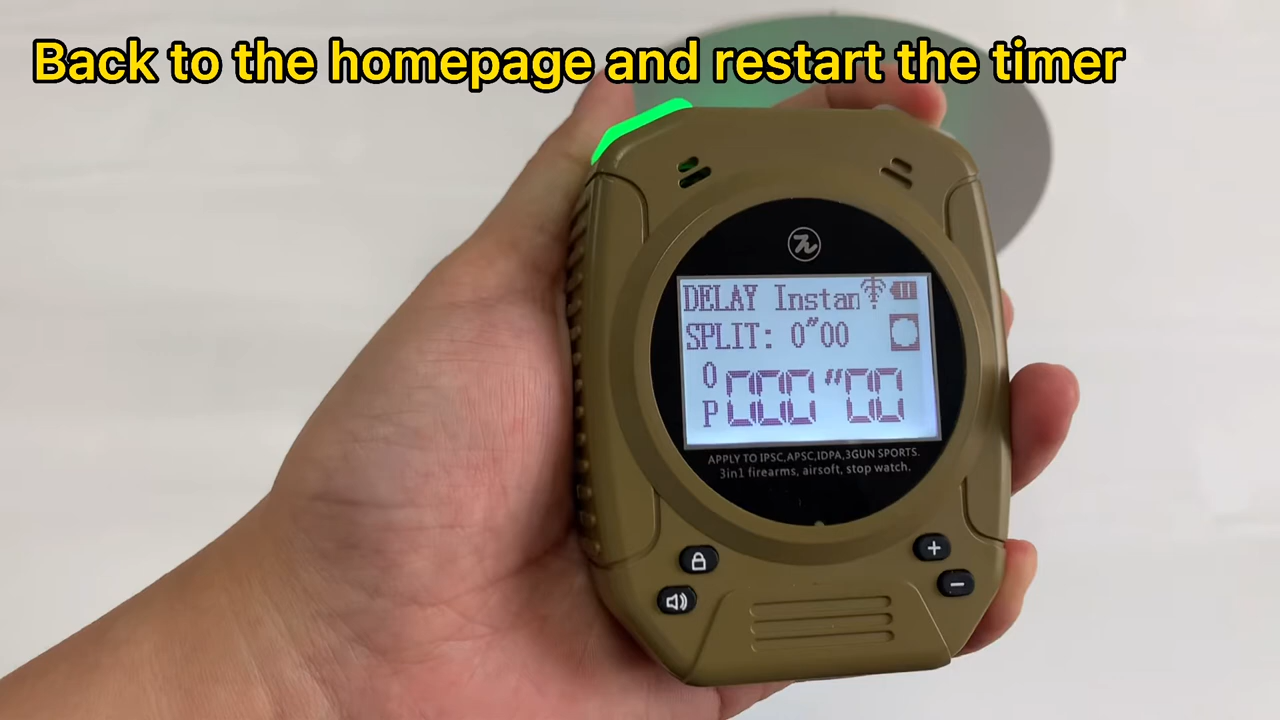 Back to the homepage and restart the timer
DELAY Instan
SPLIT: 0"00
OP 000"00
APPLY TO IPSC,APSC,IDPA,3GUN SPORTS.
3in1 firearms, airsoft, stop watch.
+
-